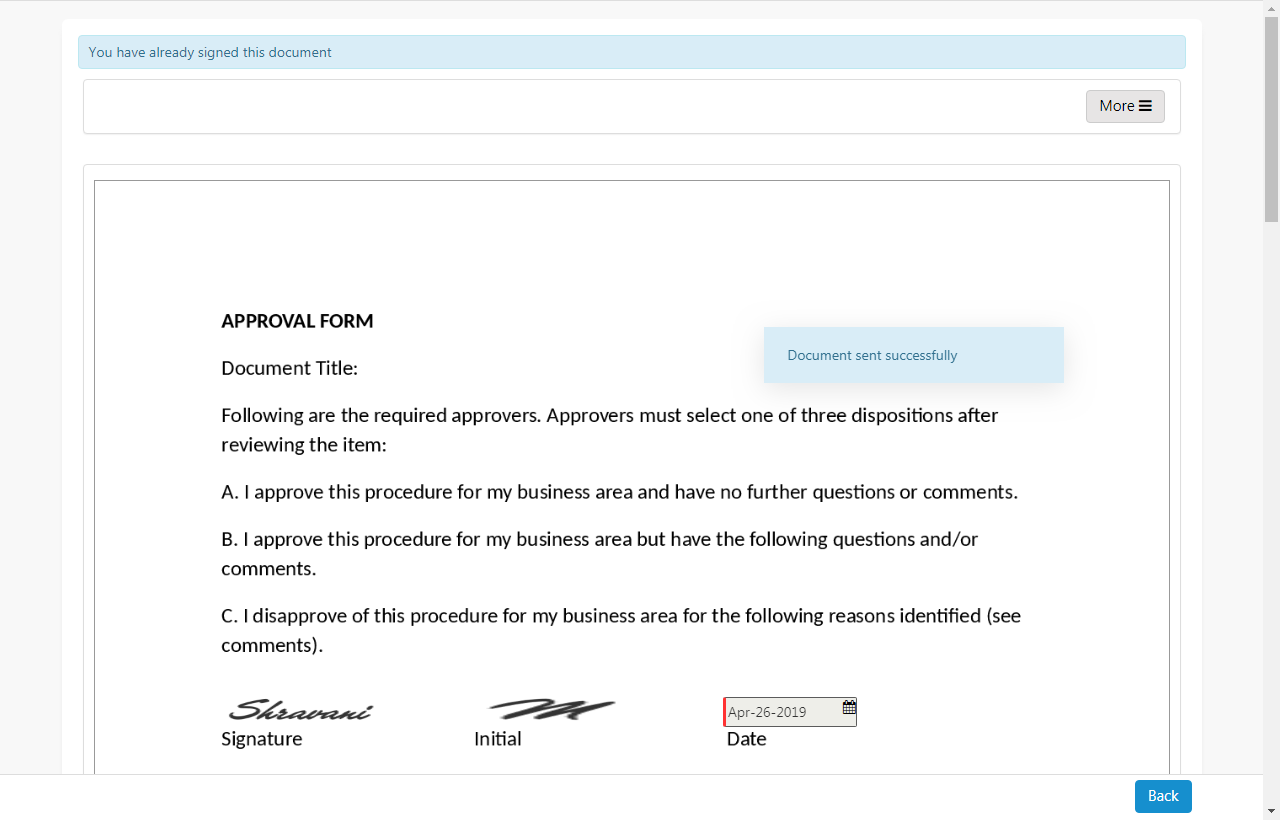 You have already signed this document
More
APPROVAL FORM
Document sent successfully
Document Title:
Following are the required approvers. Approvers must select one of three dispositions after
reviewing the item:
A. I approve this procedure for my business area and have no further questions or comments.
B. I approve this procedure for my business area but have the following questions and/or
comments.
C. I disapprove of this procedure for my business area for the following reasons identified (see
comments).
Shravani
Apr-26-2019
Signature Initial Date
Back